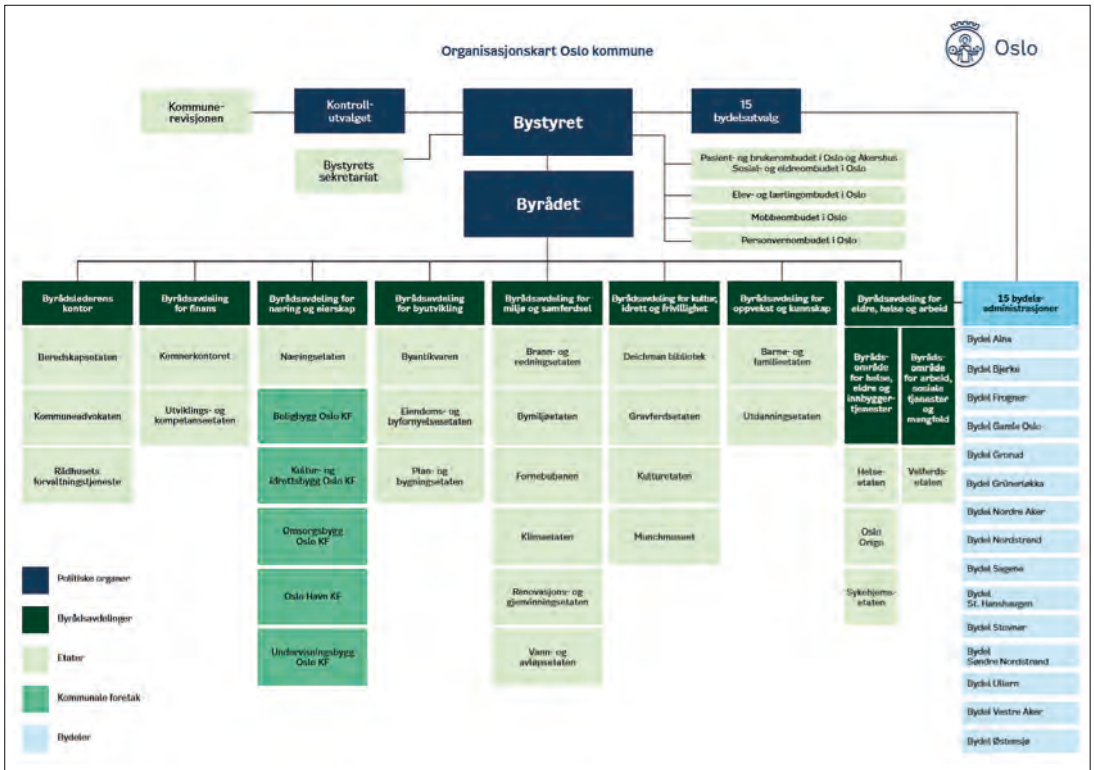 Organisasjonskart Oslo kommune
Oslo
Kommune-
revisjonen
Kontroll-
utvalget
Bystyret
15
bydelsutvalg
Bystyrets
sekretariat
Pasient- og brukerombudet i Oslo og Akershus
Sosial- og eldreombudet i Oslo
Byrådet
Elev- og lærlingombudet i Oslo
Mobbeombudet i Oslo
Personvernombudet i Oslo
Byrådslederens
kontor
Byrådsavdeling
for finans
Byrådsavdeling for
næring og eierskap
Byrådsavdeling
for byutvikling
Byrådsavdeling for
miljø og samferdsel
Byrådsavdeling for kultur,
idrett og frivillighet
Byrådsavdeling for
oppvekst og kunnskap
Byrådsavdeling for
eldre, helse og arbeid
15 bydels-
administrasjoner
Beredskapsetaten
Kommuneadvokaten
Rådhusets
forvaltningstjeneste
Kemnerkontoret
Utviklings- og
kompetanseetaten
Næringsetaten
Boligbygg Oslo KF
Kultur- og
idrettsbygg Oslo KF
Omsorgsbygg
Oslo KF
Oslo Havn KF
Undervisningsbygg
Oslo KF
Byantikvaren
Eiendoms- og
byfornyelsesetaten
Plan- og
bygningsetaten
Brann- og
redningsetaten
Bymiljøetaten
Fornebubanen
Klimaetaten
Renovasjons- og
gjenvinningsetaten
Vann- og
avløpsetaten
Deichman bibliotek
Gravferdsetaten
Kulturetaten
Munchmuseet
Barne- og
familieetaten
Utdanningsetaten
Byråds-
område
for helse,
eldre og
innbygger-
tjenester
Helse-
etaten
Oslo
Origo
Sykehjems-
etaten
Byråds-
område
for arbeid,
sosiale
tjenester
og
mangfold
Velferds-
etaten
Bydel Alna
Bydel Bjerke
Bydel Frogner
Bydel Gamle Oslo
Bydel Grorud
Bydel Grünerløkka
Bydel Nordre Aker
Bydel Nordstrand
Bydel Sagene
Bydel
St. Hanshaugen
Bydel Stovner
Bydel
Søndre Nordstrand
Bydel Ullern
Bydel Vestre Aker
Bydel Østensjø
Politiske organer
Byrådsavdelinger
Etater
Kommunale foretak
Bydeler